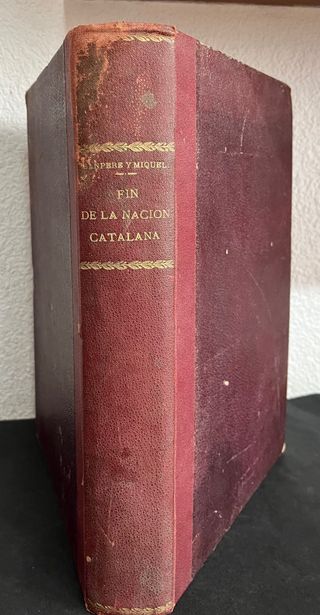 SANPERE Y MIQUEL
FIN
DE LA NACION
CATALANA